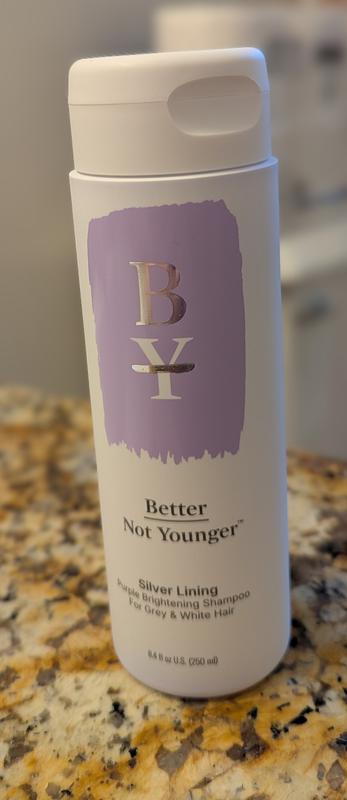 B
Y
Better
Not Younger™
Silver Lining
Purple Brightening Shampoo
For Grey & White Hair
8.4 fl oz U.S. (250 ml)